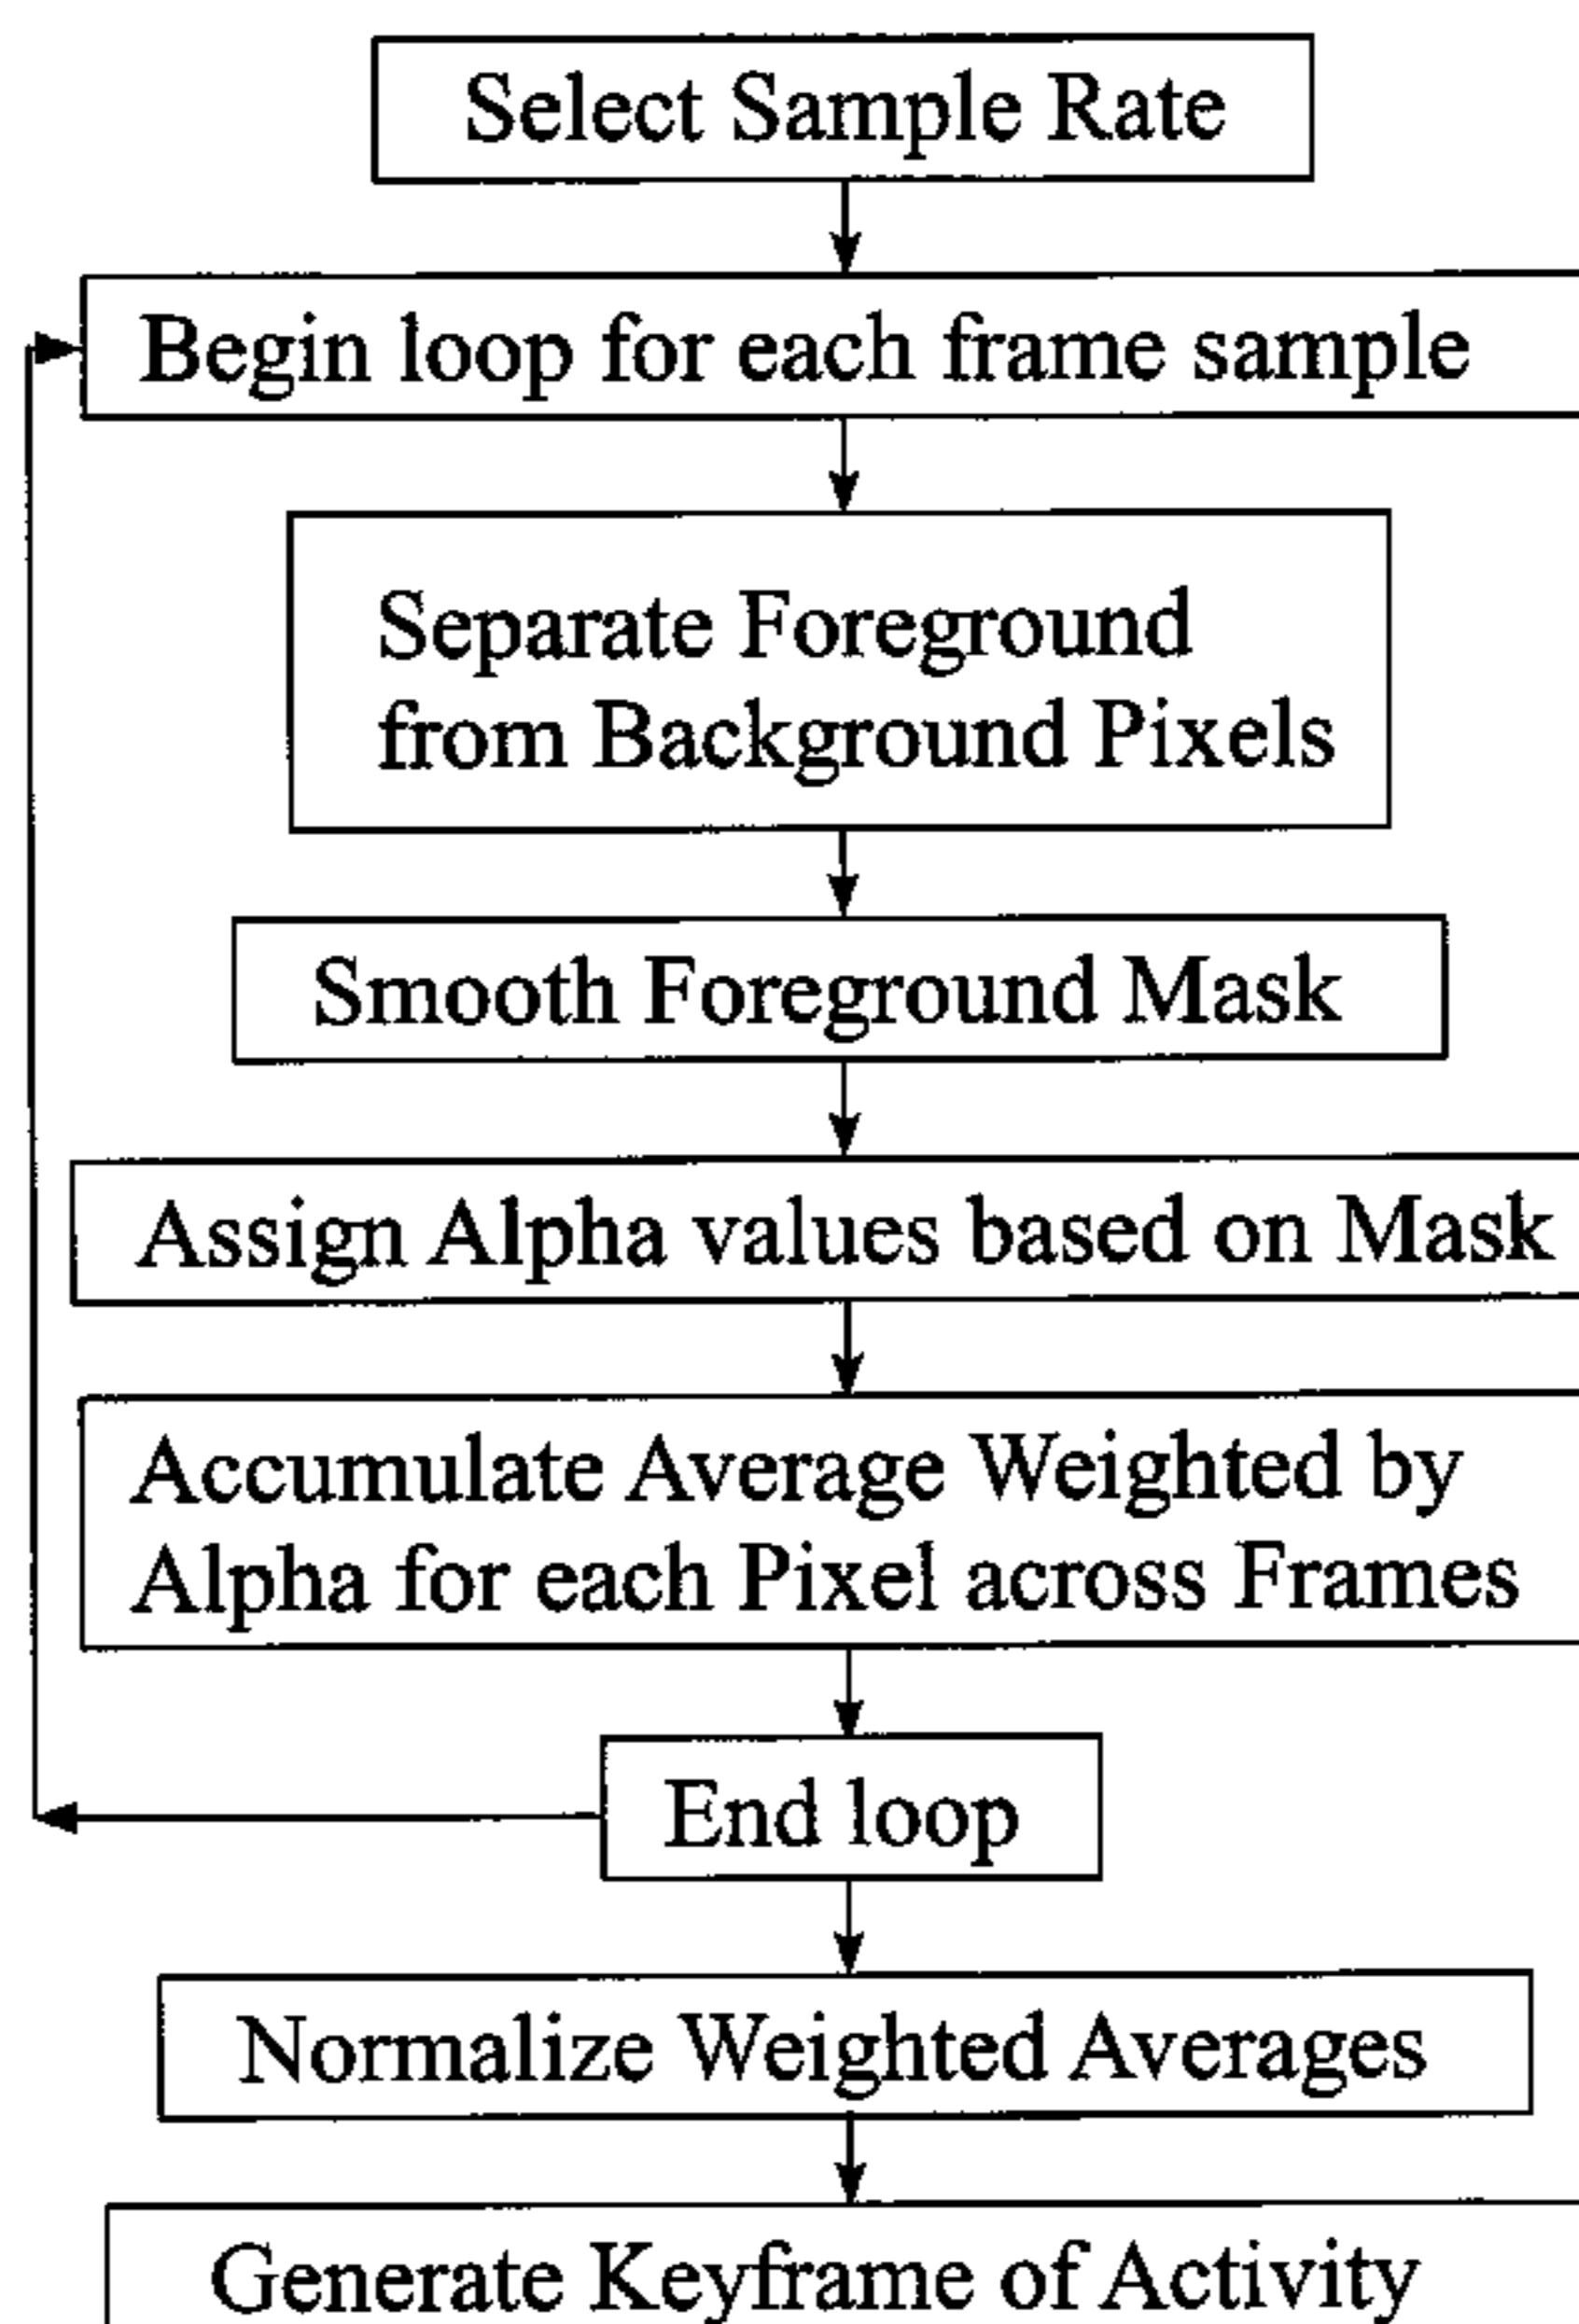 Select Sample Rate
Begin loop for each frame sample
Separate Foreground
from Background Pixels
Smooth Foreground Mask
Assign Alpha values based on Mask
Accumulate Average Weighted by
Alpha for each Pixel across Frames
End loop
Normalize Weighted Averages
Generate Keyframe of Activity